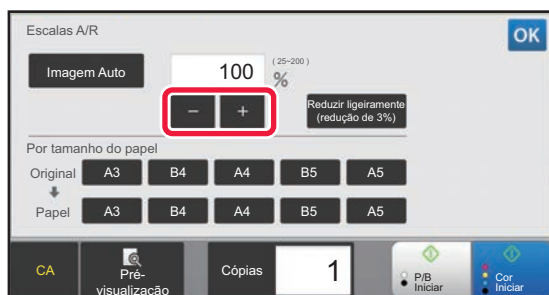 Escalas A/R
OK
Imagem Auto
100
(25~200)
%
−
+
Reduzir ligeiramente
(redução de 3%)
Por tamanho do papel
Original
A3
B4
A4
B5
A5
Papel
A3
B4
A4
B5
A5
CA
Pré-
visualização
Cópias
1
P/B
Iniciar
Cor
Iniciar